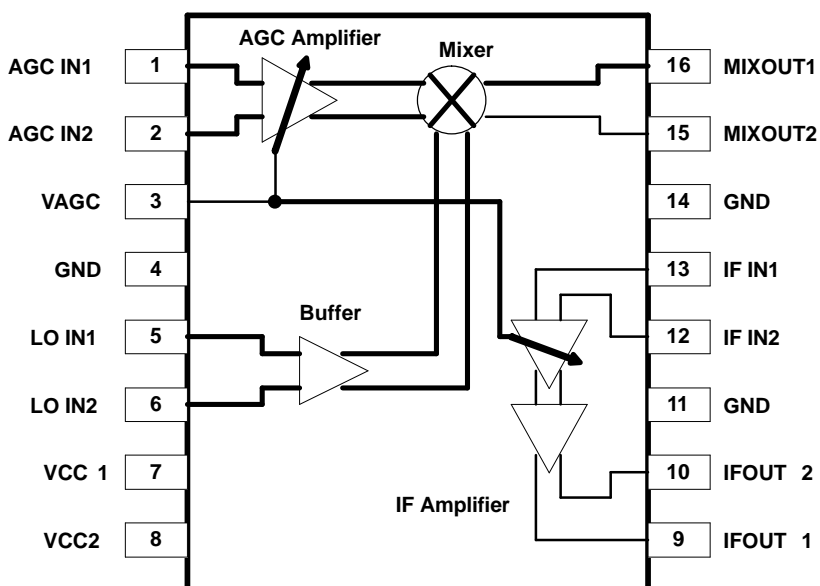 AGC Amplifier
Mixer
AGC IN1 1
16 MIXOUT1
AGC IN2 2
15 MIXOUT2
VAGC 3
14 GND
GND 4
13 IF IN1
Buffer
LO IN1 5
12 IF IN2
LO IN2 6
11 GND
VCC 1 7
10 IFOUT 2
IF Amplifier
VCC2 8
9 IFOUT 1